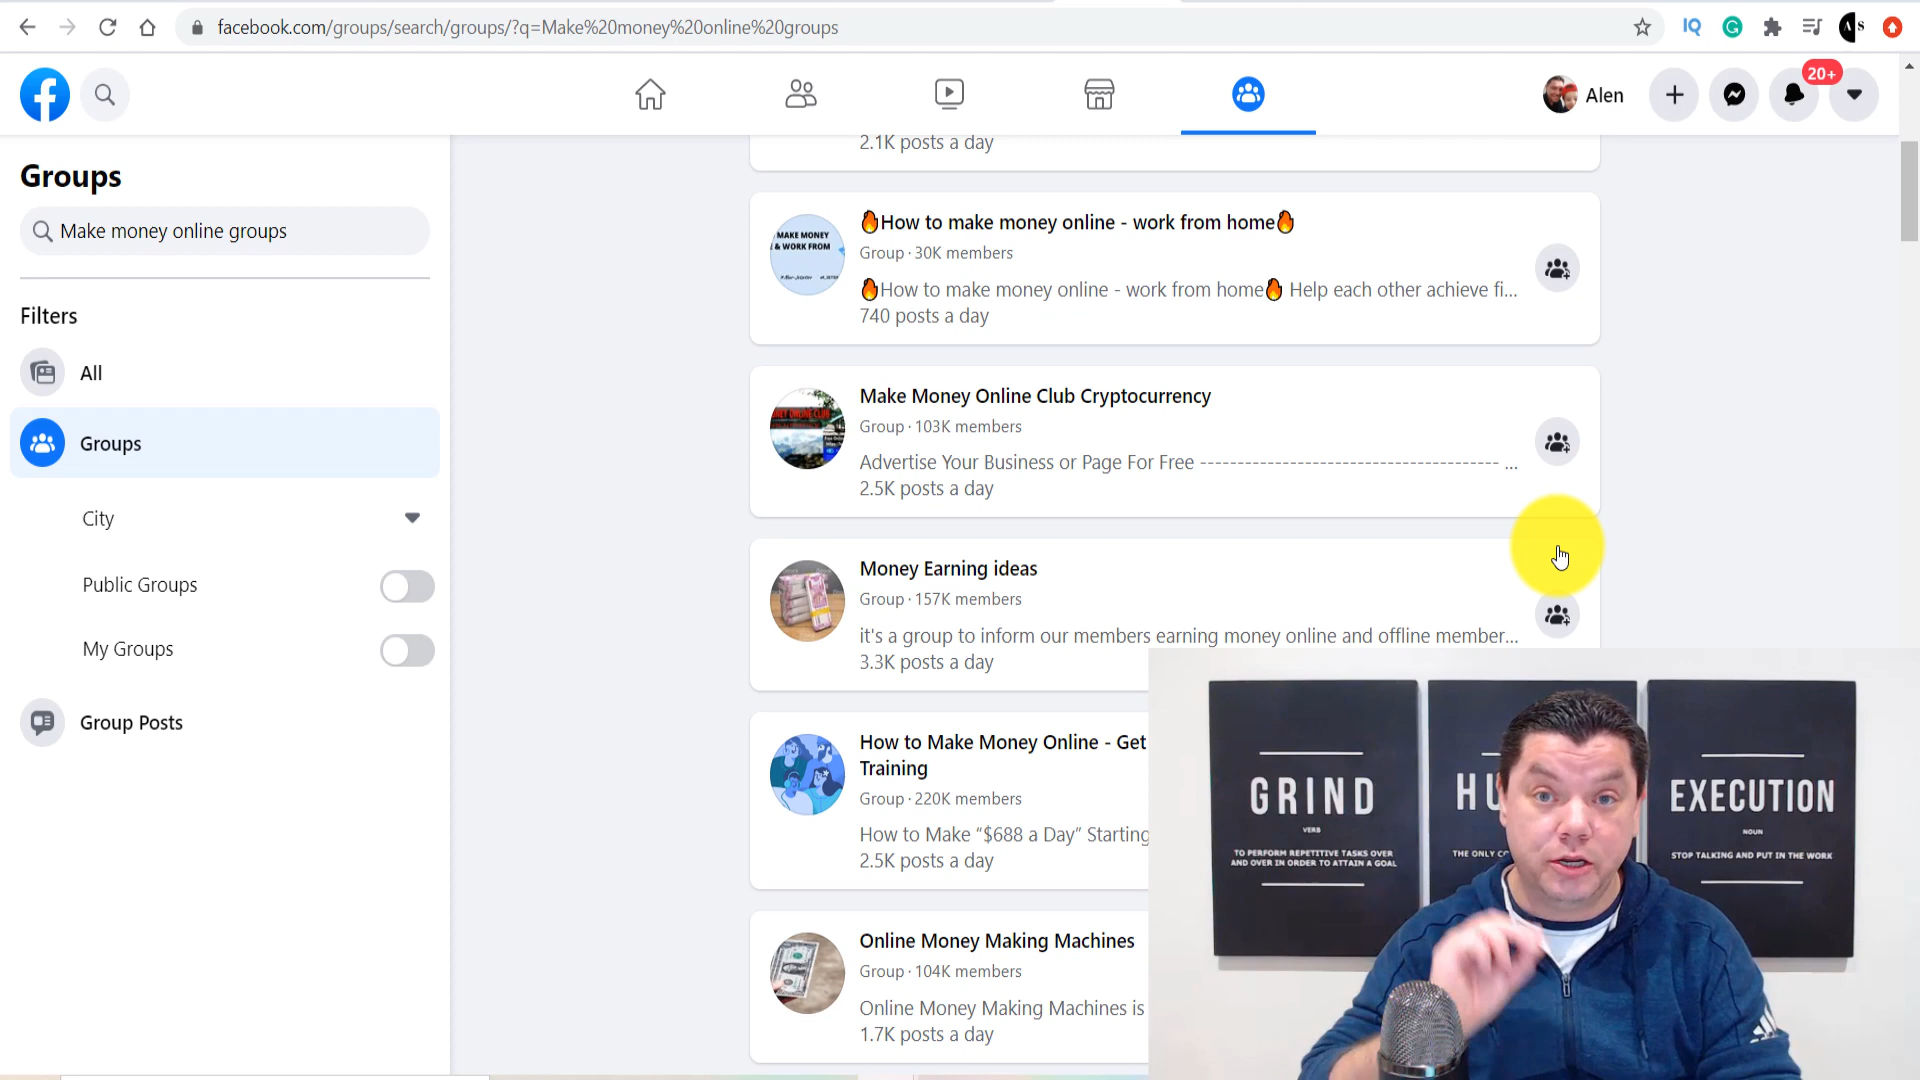 facebook.com/groups/search/groups/?q=Make%20money%20online%20groups
IQ
G
A S
f
Alen
20+
Groups
Make money online groups
Filters
All
Groups
City
Public Groups
My Groups
Group Posts
2.1K posts a day
MAKE MONEY
& WORK FROM
🔥How to make money online - work from home🔥
Group · 30K members
🔥How to make money online - work from home🔥 Help each other achieve fi...
740 posts a day
Make Money Online Club Cryptocurrency
Group · 103K members
Advertise Your Business or Page For Free ---------------------------------------- ...
2.5K posts a day
Money Earning ideas
Group · 157K members
it's a group to inform our members earning money online and offline member...
3.3K posts a day
How to Make Money Online - Get
Training
Group · 220K members
How to Make “$688 a Day” Starting
2.5K posts a day
Online Money Making Machines
Group · 104K members
Online Money Making Machines is
1.7K posts a day
GRIND
VERB
TO PERFORM REPETITIVE TASKS OVER
AND OVER IN ORDER TO ATTAIN A GOAL
HU
THE ONLY
EXECUTION
NOUN
STOP TALKING AND PUT IN THE WORK